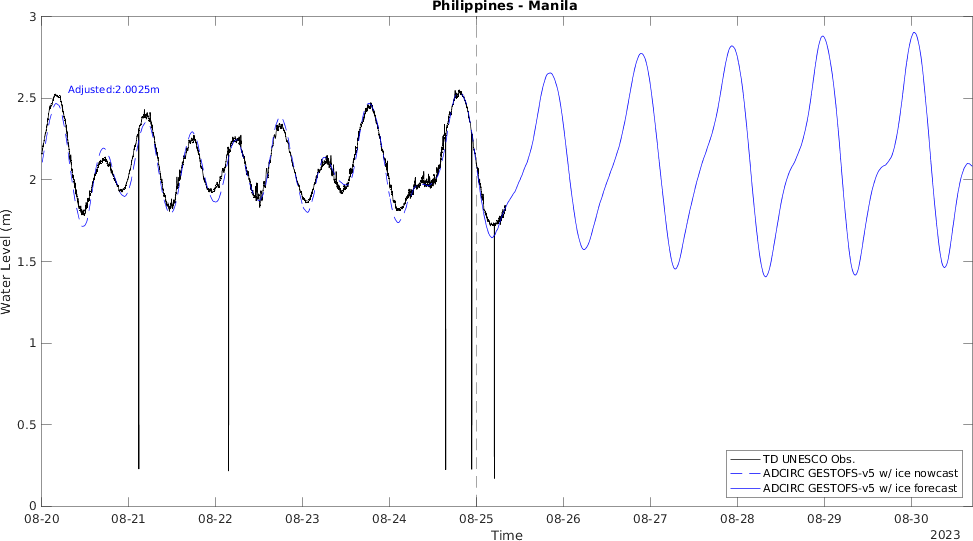 Philippines - Manila
3
2.5
2
1.5
1
0.5
0
Water Level (m)
Adjusted:2.0025m
TD UNESCO Obs.
ADCIRC GESTOFS-v5 w/ ice nowcast
ADCIRC GESTOFS-v5 w/ ice forecast
08-20 08-21 08-22 08-23 08-24 08-25 08-26 08-27 08-28 08-29 08-30
Time
2023